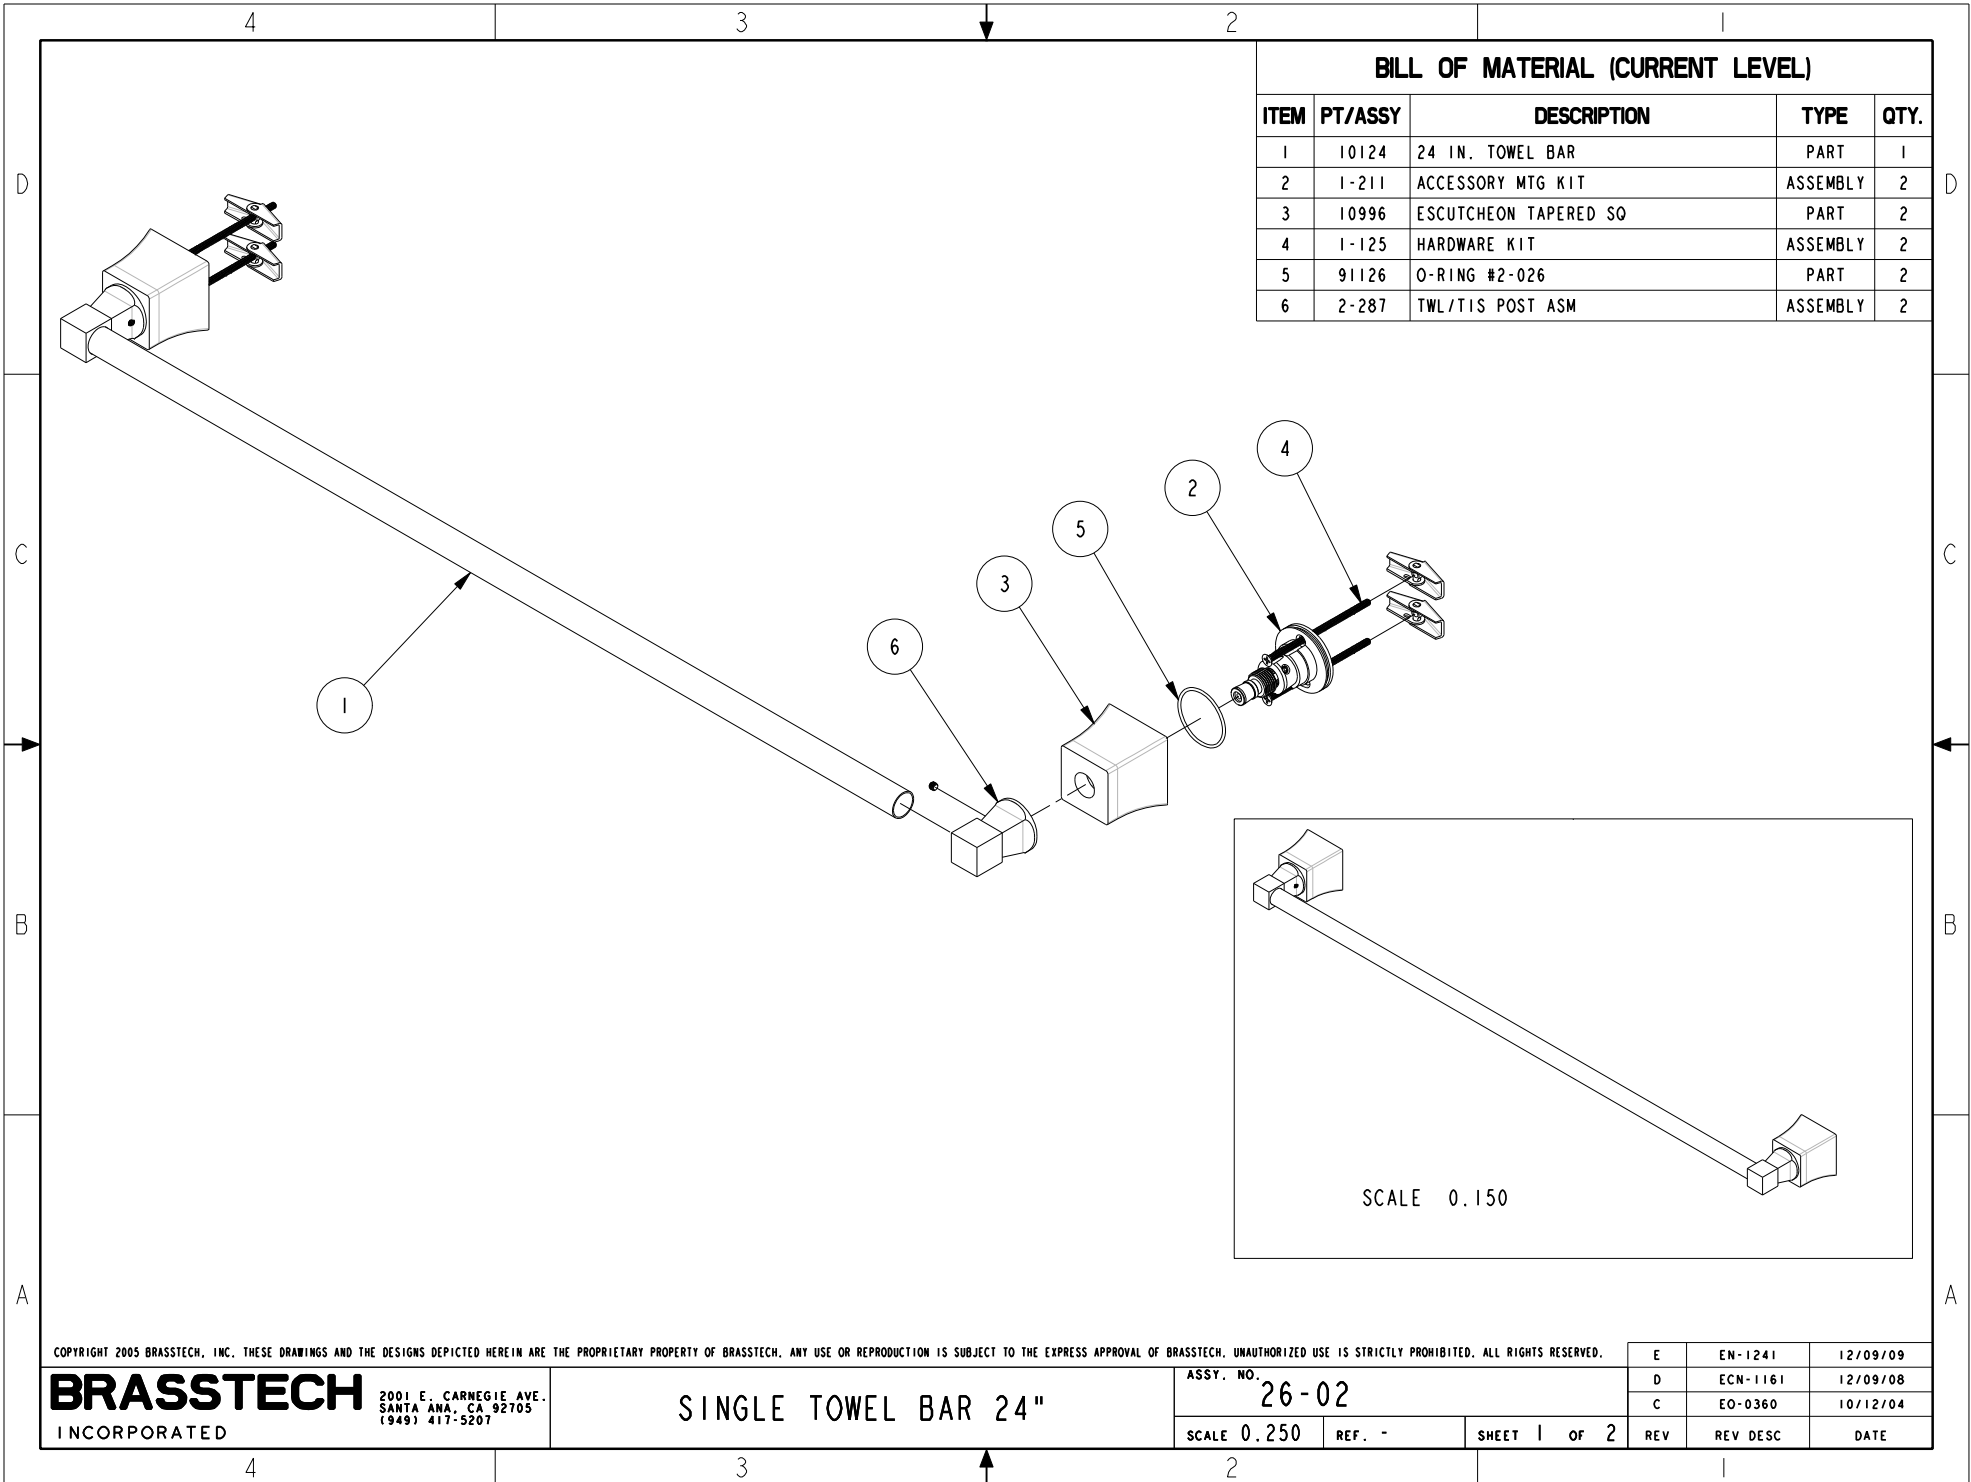 4 3 2 1
BILL OF MATERIAL (CURRENT LEVEL)
ITEM PT/ASSY DESCRIPTION TYPE QTY.
1 10124 24 IN. TOWEL BAR PART 1
2 1-211 ACCESSORY MTG KIT ASSEMBLY 2
3 10996 ESCUTCHEON TAPERED SQ PART 2
4 1-125 HARDWARE KIT ASSEMBLY 2
5 91126 O-RING #2-026 PART 2
6 2-287 TWL/TIS POST ASM ASSEMBLY 2
D D
4
2
5
C C
3
6
1
B B
SCALE 0.150
A A
COPYRIGHT 2005 BRASSTECH, INC. THESE DRAWINGS AND THE DESIGNS DEPICTED HEREIN ARE THE PROPRIETARY PROPERTY OF BRASSTECH. ANY USE OR REPRODUCTION IS SUBJECT TO THE EXPRESS APPROVAL OF BRASSTECH. UNAUTHORIZED USE IS STRICTLY PROHIBITED. ALL RIGHTS RESERVED.
BRASSTECH
INCORPORATED
2001 E. CARNEGIE AVE.
SANTA ANA, CA 92705
(949) 417-5207
SINGLE TOWEL BAR 24"
ASSY. NO.
26-02
SCALE 0.250 REF. - SHEET 1 OF 2
E EN-1241 12/09/09
D ECN-1161 12/09/08
C EO-0360 10/12/04
REV REV DESC DATE
4 3 2 1